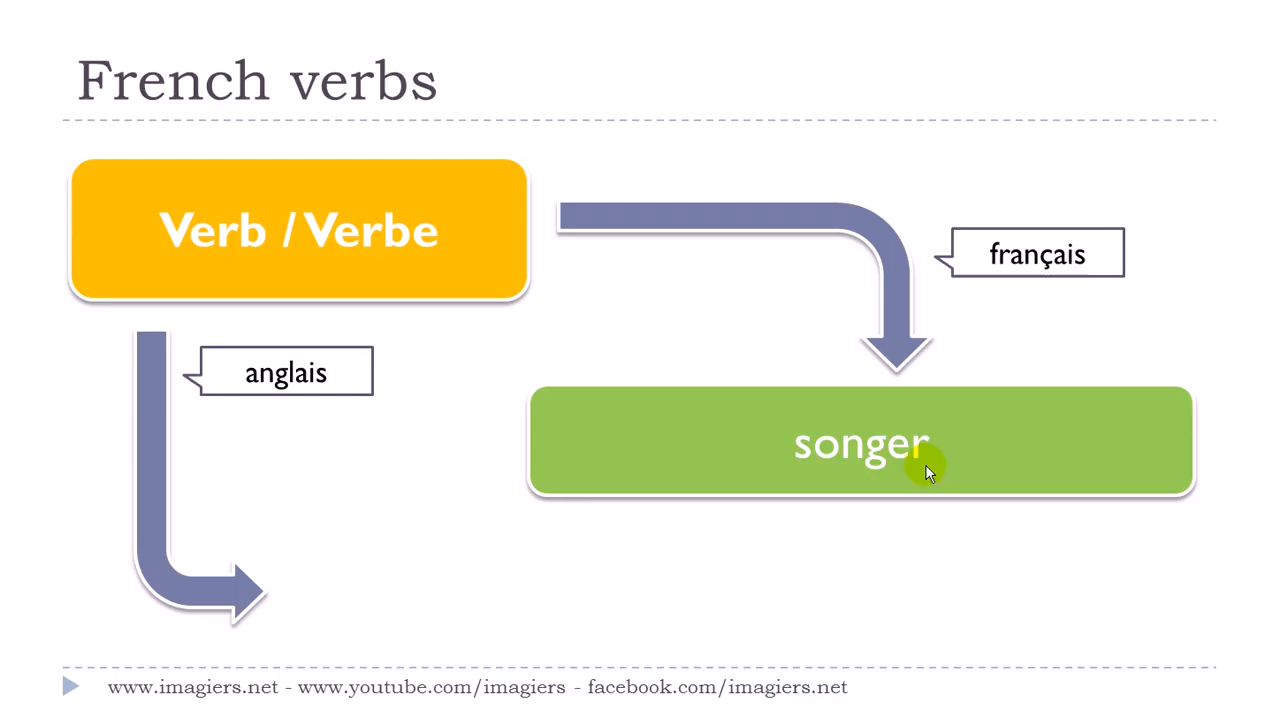 French verbs
Verb / Verbe
français
anglais
songer
www.imagiers.net - www.youtube.com/imagiers - facebook.com/imagiers.net